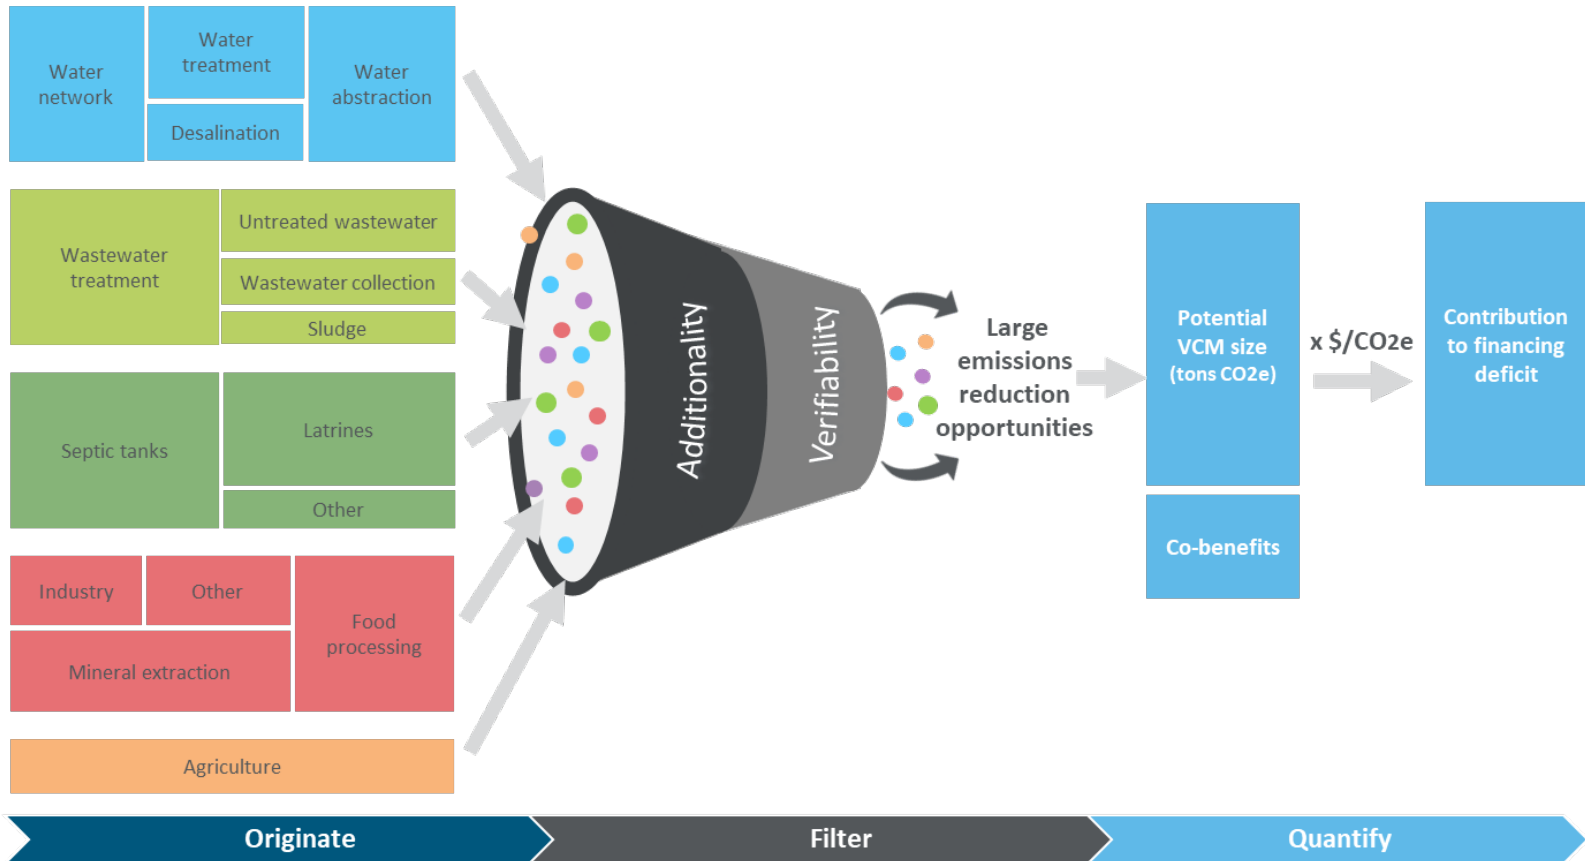 Water
network
Water
treatment
Desalination
Water
abstraction
Wastewater
treatment
Untreated wastewater
Wastewater collection
Sludge
Septic tanks
Latrines
Other
Industry
Other
Mineral extraction
Food
processing
Agriculture
Additionality
Verifiability
Large
emissions
reduction
opportunities
Potential
VCM size
(tons CO2e)
Co-benefits
x $/CO2e
Contribution
to financing
deficit
Originate
Filter
Quantify